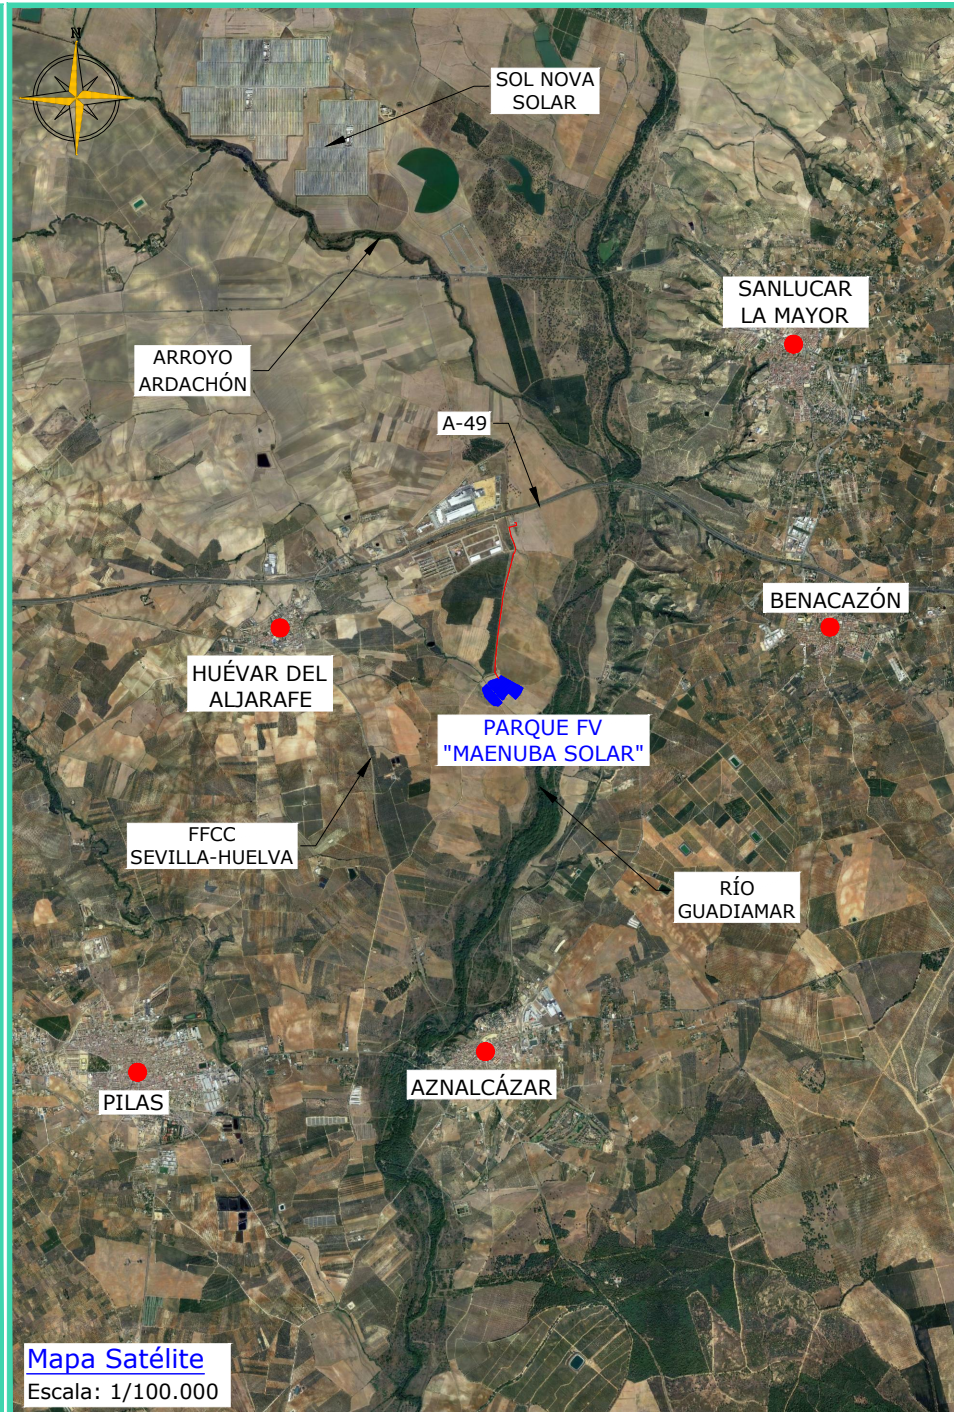 N
SOL NOVA
SOLAR
SANLUCAR
LA MAYOR
ARROYO
ARDACHÓN
A-49
BENACAZÓN
HUÉVAR DEL
ALJARAFE
PARQUE FV
"MAENUBA SOLAR"
FFCC
SEVILLA-HUELVA
RÍO
GUADIAMAR
AZNALCÁZAR
PILAS
Mapa Satélite
Escala: 1/100.000